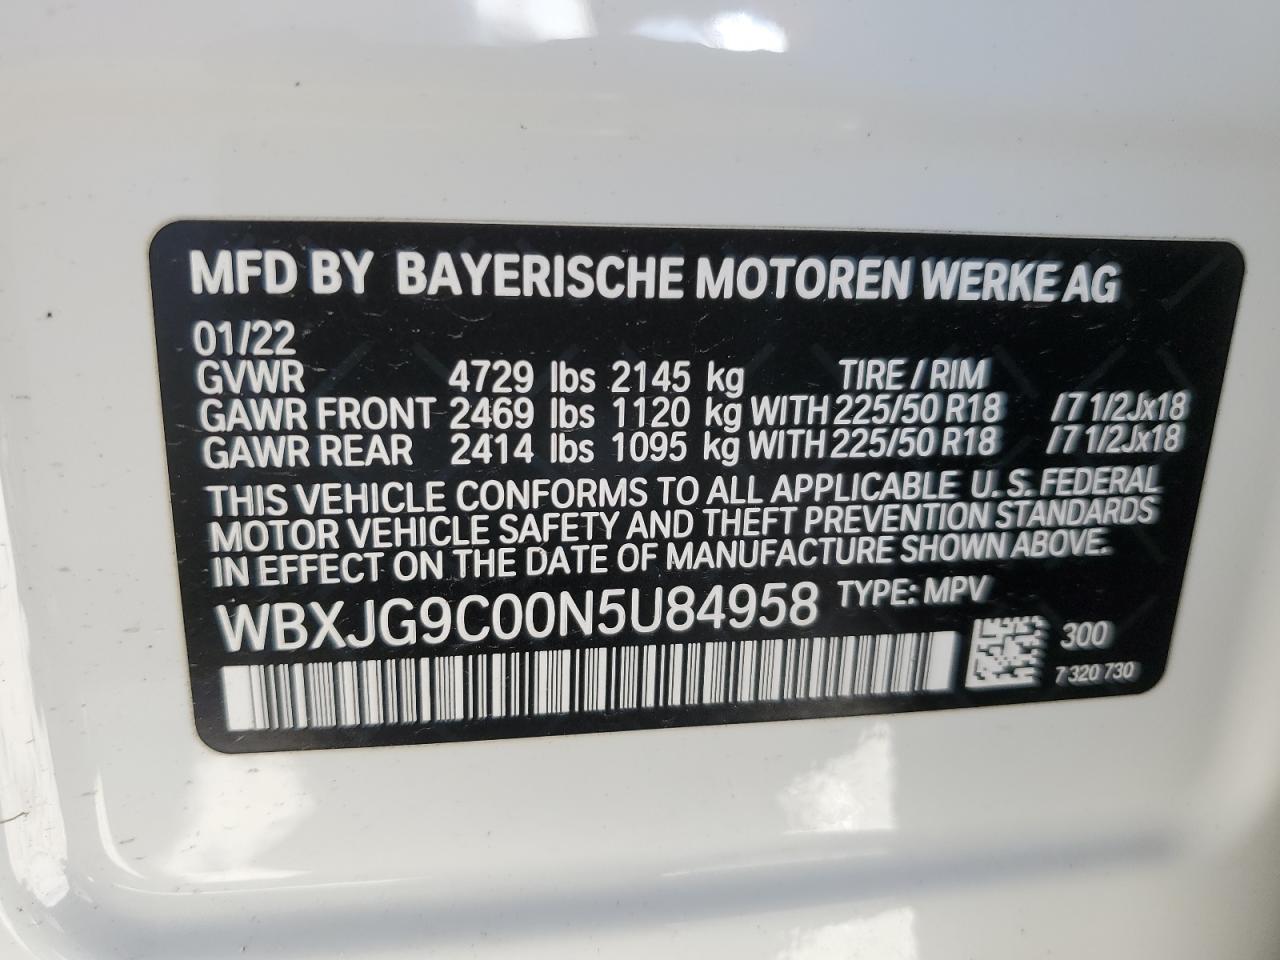 MFD BY BAYERISCHE MOTOREN WERKE AG
01/22
GVWR 4729 lbs 2145 kg TIRE / RIM
GAWR FRONT 2469 lbs 1120 kg WITH 225/50 R18 /7 1/2Jx18
GAWR REAR 2414 lbs 1095 kg WITH 225/50 R18 /7 1/2Jx18
THIS VEHICLE CONFORMS TO ALL APPLICABLE U.S. FEDERAL
MOTOR VEHICLE SAFETY AND THEFT PREVENTION STANDARDS
IN EFFECT ON THE DATE OF MANUFACTURE SHOWN ABOVE.
WBXJG9C00N5U84958 TYPE: MPV
300
7 320 730